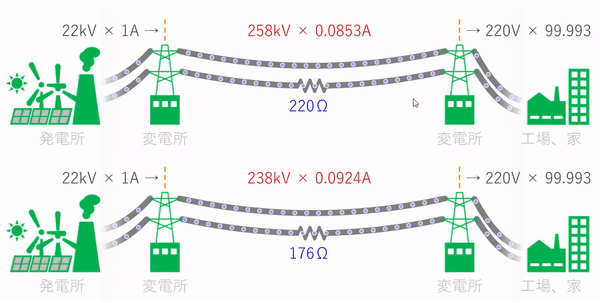 22kV × 1A → 258kV × 0.0853A → 220V × 99.993
220Ω
発電所 変電所 変電所 工場、家
22kV × 1A → 238kV × 0.0924A → 220V × 99.993
176Ω
発電所 変電所 変電所 工場、家